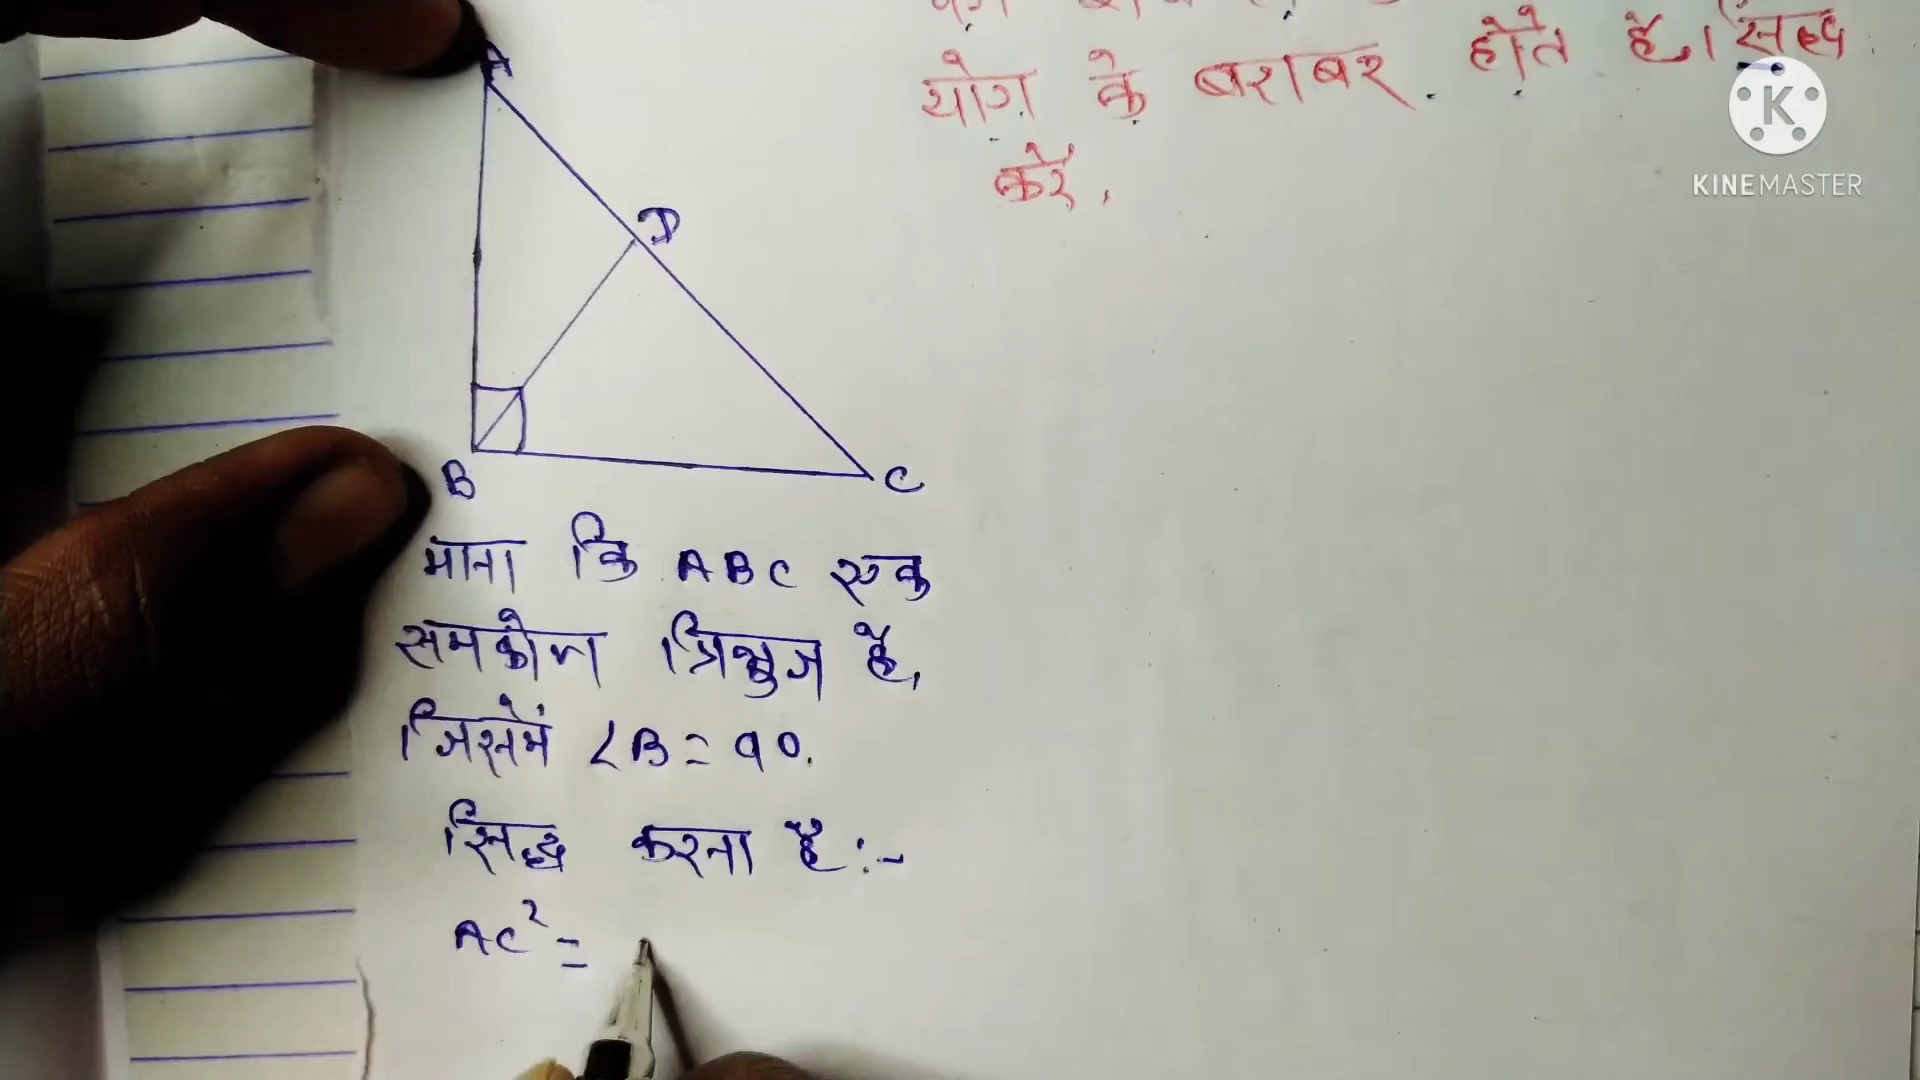 योग के बराबर होते हैं। सिद्ध
करें.
KINEMASTER
A
D
B
C
माना कि ABC एक
समकोण त्रिभुज है,
जिसमें ∠B = 90.
सिद्ध करना है :-
AC² =